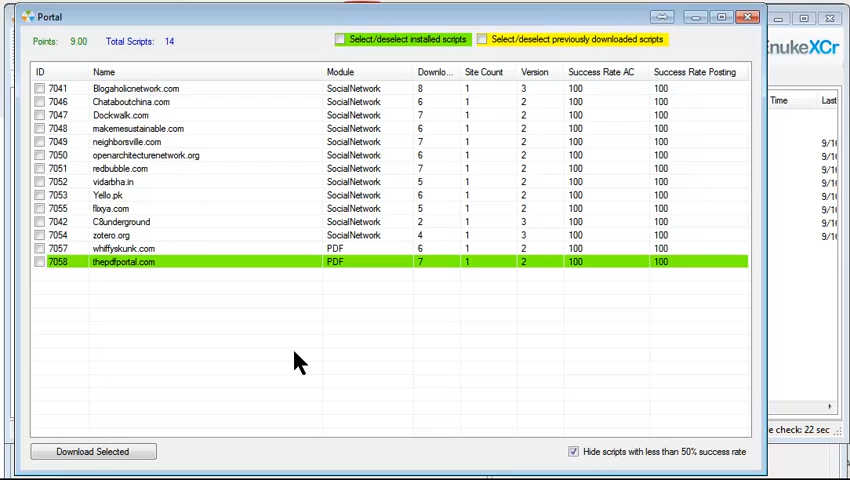 Portal
Points: 9.00 Total Scripts: 14 Select/deselect installed scripts Select/deselect previously downloaded scripts
EnukeXCr
ID Name Module Downlo... Site Count Version Success Rate AC Success Rate Posting
Time Last
7041 Blogaholicnetwork.com SocialNetwork 8 1 3 100 100
7046 Chataboutchina.com SocialNetwork 6 1 2 100 100
7047 Dockwalk.com SocialNetwork 7 1 2 100 100
7048 makemesustainable.com SocialNetwork 6 1 2 100 100
7049 neighborsville.com SocialNetwork 7 1 2 100 100
7050 openarchitecturenetwork.org SocialNetwork 6 1 2 100 100
7051 redbubble.com SocialNetwork 7 1 2 100 100
7052 vidarbha.in SocialNetwork 5 1 2 100 100
7053 Yello.pk SocialNetwork 6 1 2 100 100
7055 flixya.com SocialNetwork 5 1 2 100 100
7042 C8underground SocialNetwork 2 1 3 100 100
7054 zotero.org SocialNetwork 4 1 3 100 100
7057 whiffyskunk.com PDF 6 1 2 100 100
7058 thepdfportal.com PDF 7 1 2 100 100
e check: 22 sec
Download Selected Hide scripts with less than 50% success rate